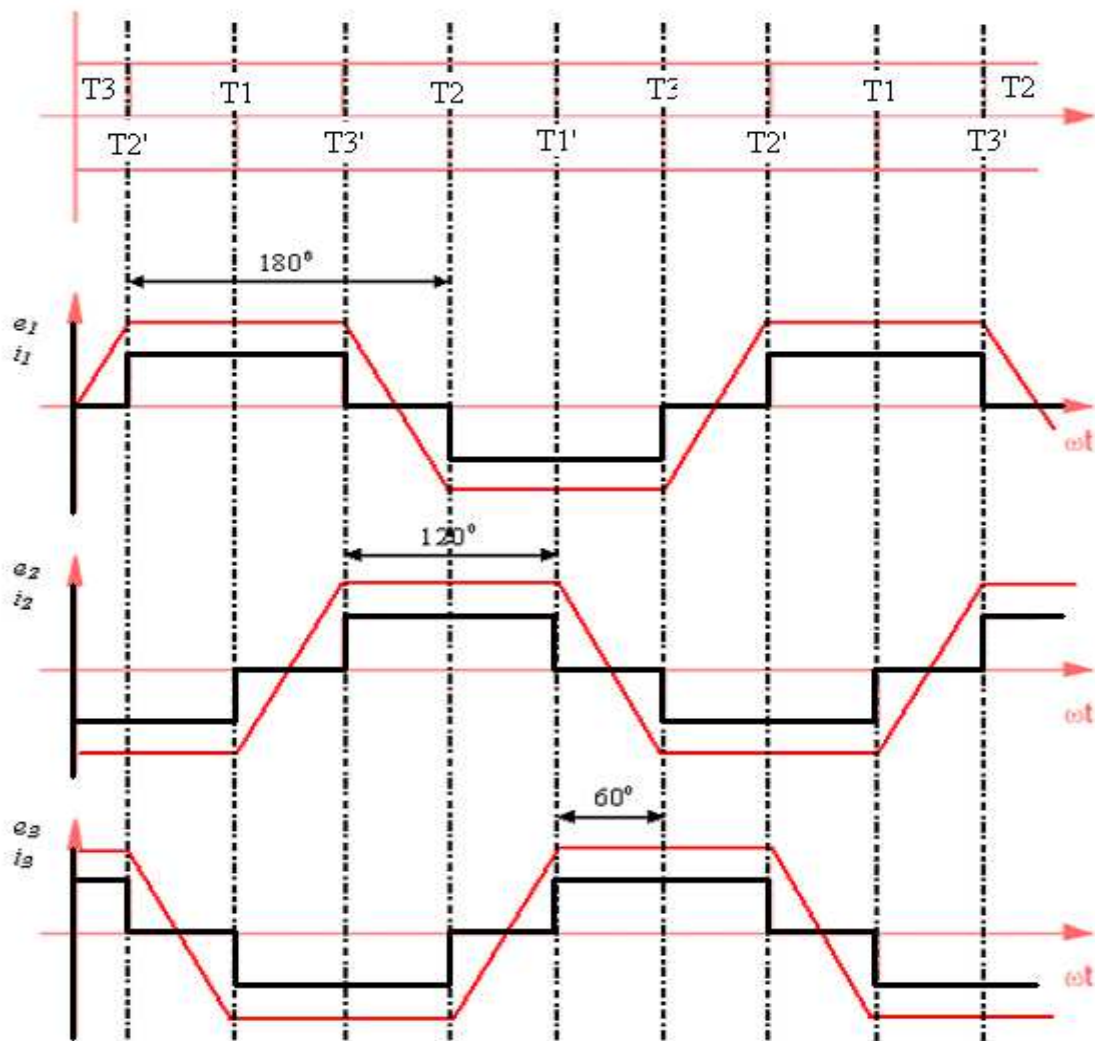 T3 T1 T2 T3 T1 T2
T2' T3' T1' T2' T3'
180°
e1
i1
ωt
120°
e2
i2
ωt
60°
e3
i3
ωt